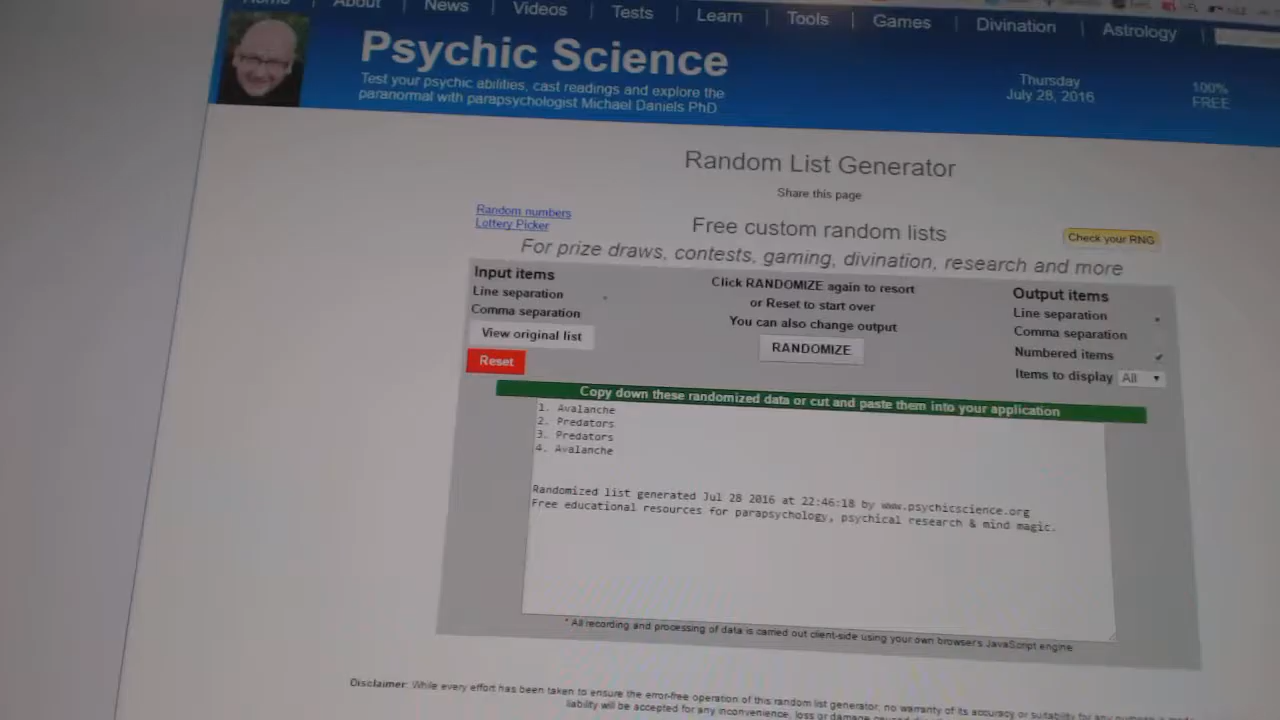 Home About News Videos Tests Learn Tools Games Divination Astrology
Psychic Science
Test your psychic abilities, cast readings and explore the
paranormal with parapsychologist Michael Daniels PhD
Thursday
July 28, 2016
100%
FREE
Random List Generator
Share this page
Random numbers
Lottery Picker
Free custom random lists
Check your RNG
For prize draws, contests, gaming, divination, research and more
Input items
Line separation
Comma separation
View original list
Reset
Click RANDOMIZE again to resort
or Reset to start over
You can also change output
RANDOMIZE
Output items
Line separation
Comma separation
Numbered items
Items to display All
Copy down these randomized data or cut and paste them into your application
1. Avalanche
2. Predators
3. Predators
4. Avalanche
Randomized list generated Jul 28 2016 at 22:46:18 by www.psychicscience.org
Free educational resources for parapsychology, psychical research & mind magic.
* All recording and processing of data is carried out client-side using your own browser's JavaScript engine
Disclaimer: While every effort has been taken to ensure the error-free operation of this random list generator, no warranty of its accuracy or suitability for any
liability will be accepted for any inconvenience, loss or damage